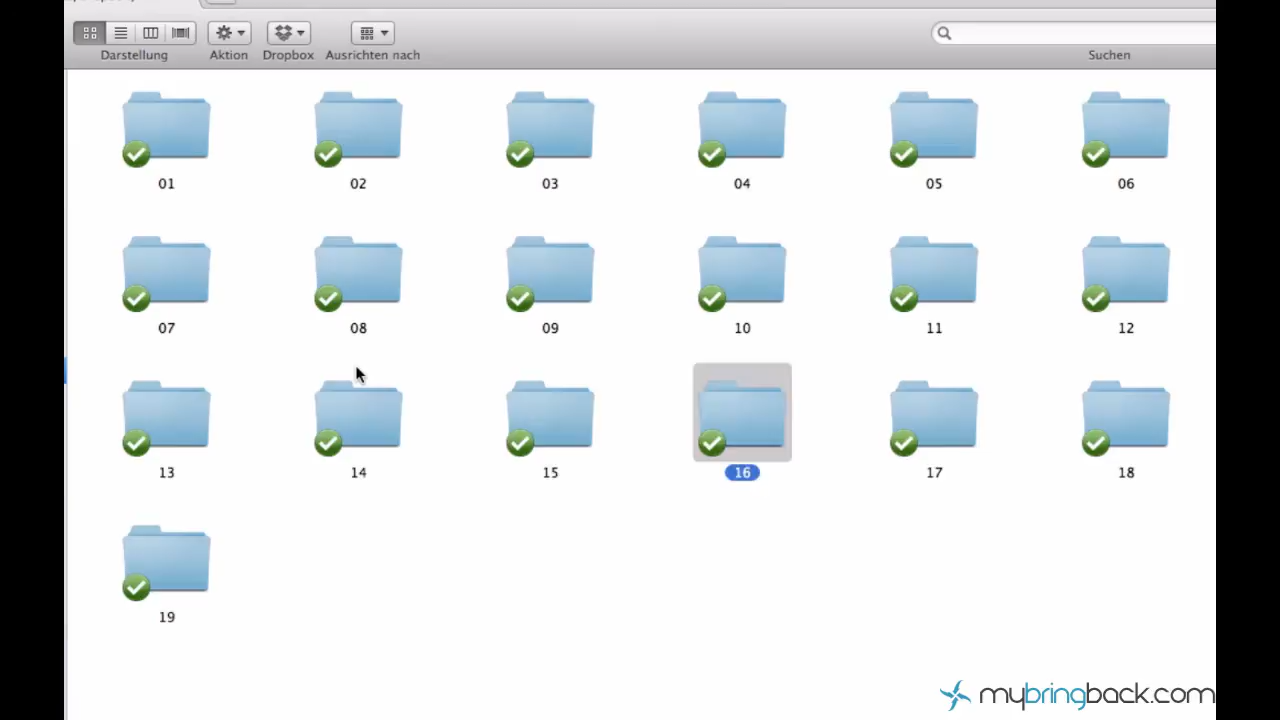 Darstellung Aktion Dropbox Ausrichten nach Suchen
01 02 03 04 05 06
07 08 09 10 11 12
13 14 15 16 17 18
19
mybringback.com